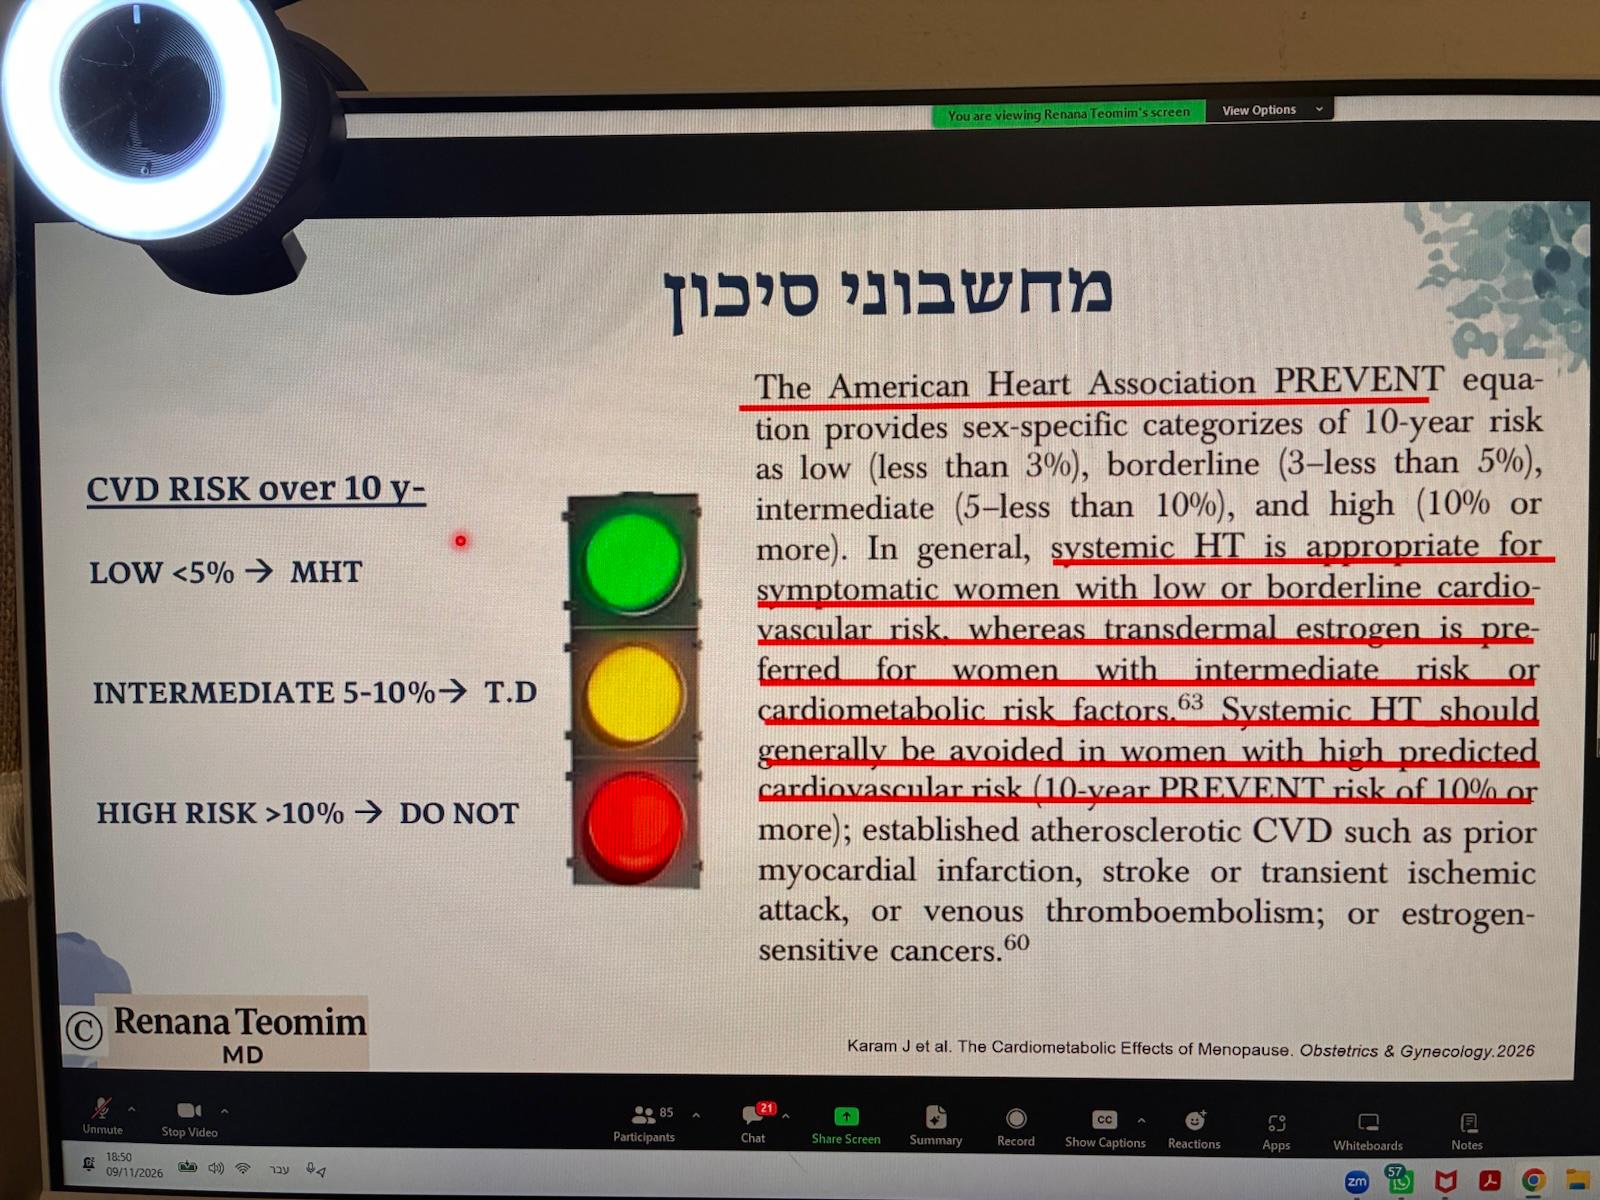 You are viewing Renana Teomim's screen
View Options
מחשבוני סיכון
CVD RISK over 10 y-
LOW <5% → MHT
INTERMEDIATE 5-10%→ T.D
HIGH RISK >10% → DO NOT
The American Heart Association PREVENT equa-
tion provides sex-specific categorizes of 10-year risk
as low (less than 3%), borderline (3–less than 5%),
intermediate (5–less than 10%), and high (10% or
more). In general, systemic HT is appropriate for
symptomatic women with low or borderline cardio-
vascular risk, whereas transdermal estrogen is pre-
ferred for women with intermediate risk or
cardiometabolic risk factors.63 Systemic HT should
generally be avoided in women with high predicted
cardiovascular risk (10-year PREVENT risk of 10% or
more); established atherosclerotic CVD such as prior
myocardial infarction, stroke or transient ischemic
attack, or venous thromboembolism; or estrogen-
sensitive cancers.60
© Renana Teomim
MD
Karam J et al. The Cardiometabolic Effects of Menopause. Obstetrics & Gynecology.2026
Unmute
Stop Video
85
Participants
21
Chat
Share Screen
Summary
Record
CC
Show Captions
Reactions
Apps
Whiteboards
Notes
18:50
09/11/2026
עבר
zm
57